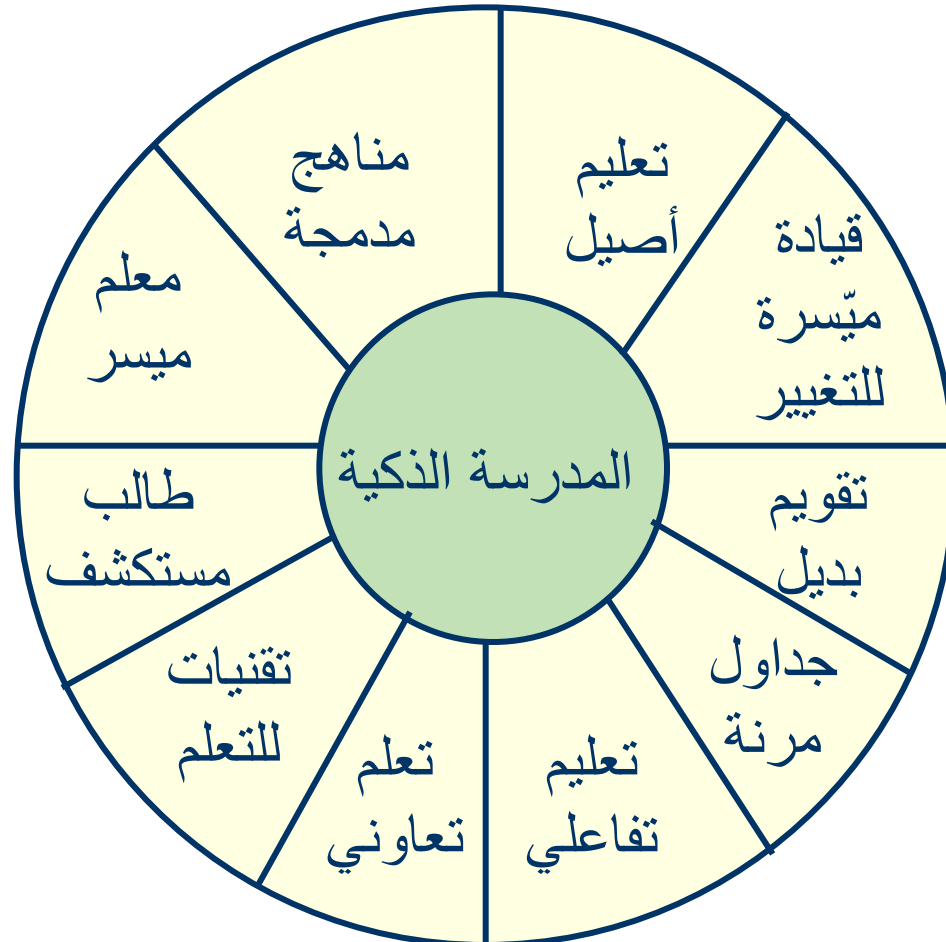 المدرسة الذكية
تعليم
أصيل
قيادة
ميّسرة
للتغيير
تقويم
بديل
جداول
مرنة
تعليم
تفاعلي
تعلم
تعاوني
تقنيات
للتعلم
طالب
مستكشف
معلم
ميسر
مناهج
مدمجة